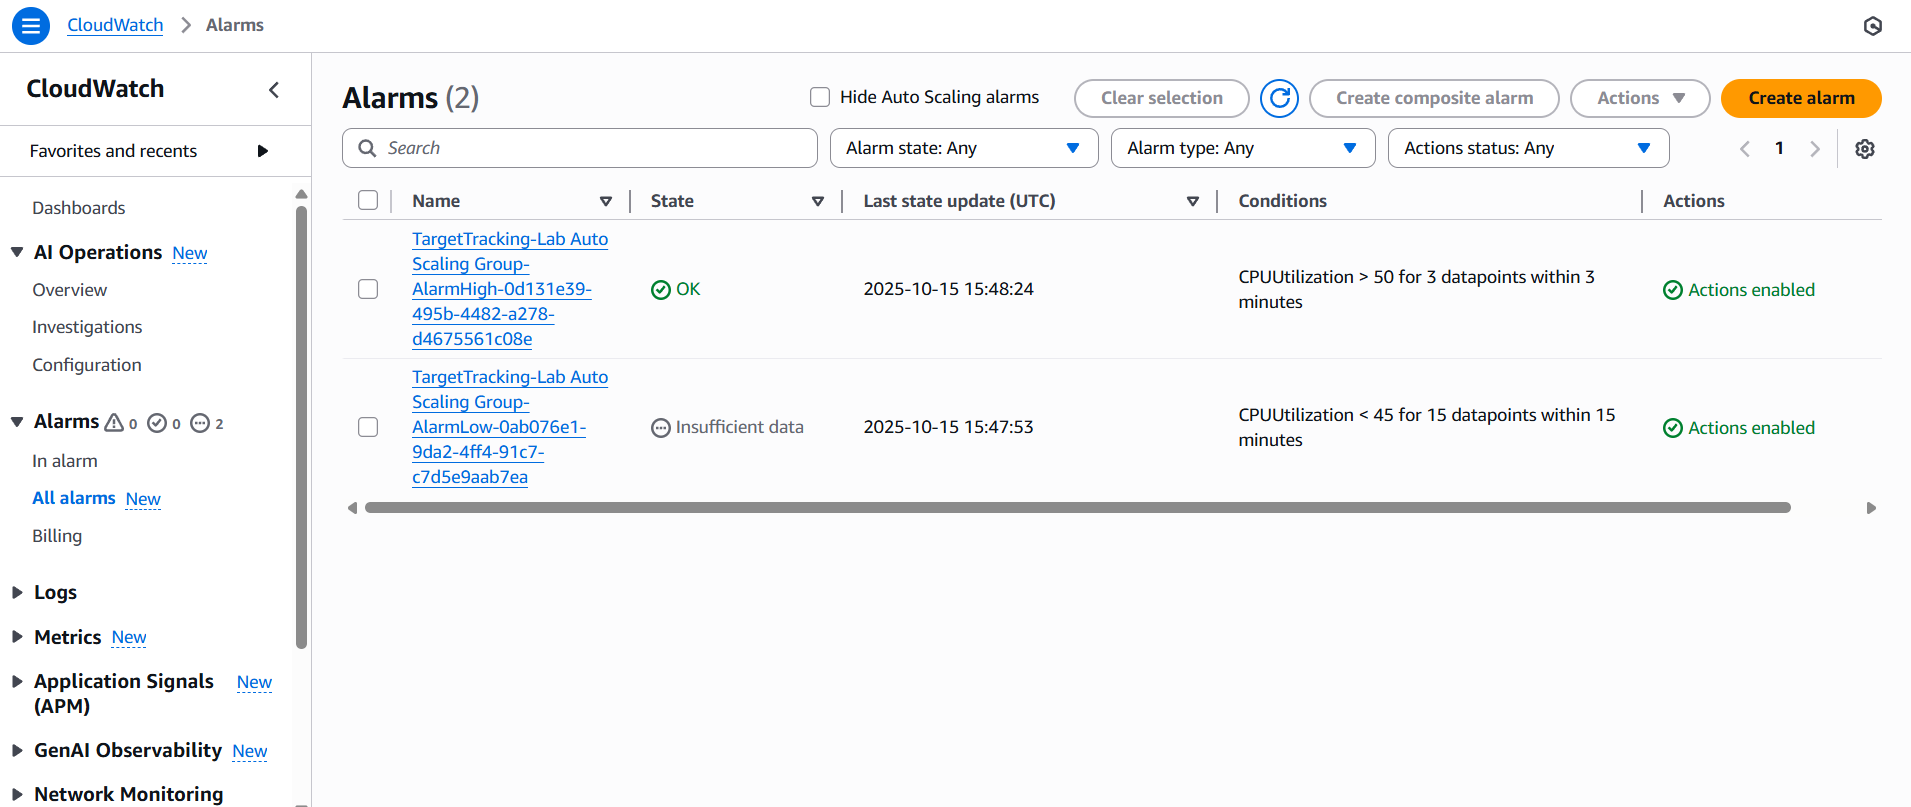 CloudWatch > Alarms
CloudWatch
Favorites and recents
Dashboards
AI Operations New
Overview
Investigations
Configuration
Alarms 0 0 2
In alarm
All alarms New
Billing
Logs
Metrics New
Application Signals New
(APM)
GenAI Observability New
Network Monitoring
Alarms (2)
Hide Auto Scaling alarms
Clear selection
Create composite alarm
Actions
Create alarm
Search
Alarm state: Any
Alarm type: Any
Actions status: Any
1
Name State Last state update (UTC) Conditions Actions
TargetTracking-Lab Auto
Scaling Group-
AlarmHigh-0d131e39-
495b-4482-a278-
d4675561c08e
OK
2025-10-15 15:48:24
CPUUtilization > 50 for 3 datapoints within 3
minutes
Actions enabled
TargetTracking-Lab Auto
Scaling Group-
AlarmLow-0ab076e1-
9da2-4ff4-91c7-
c7d5e9aab7ea
Insufficient data
2025-10-15 15:47:53
CPUUtilization < 45 for 15 datapoints within 15
minutes
Actions enabled